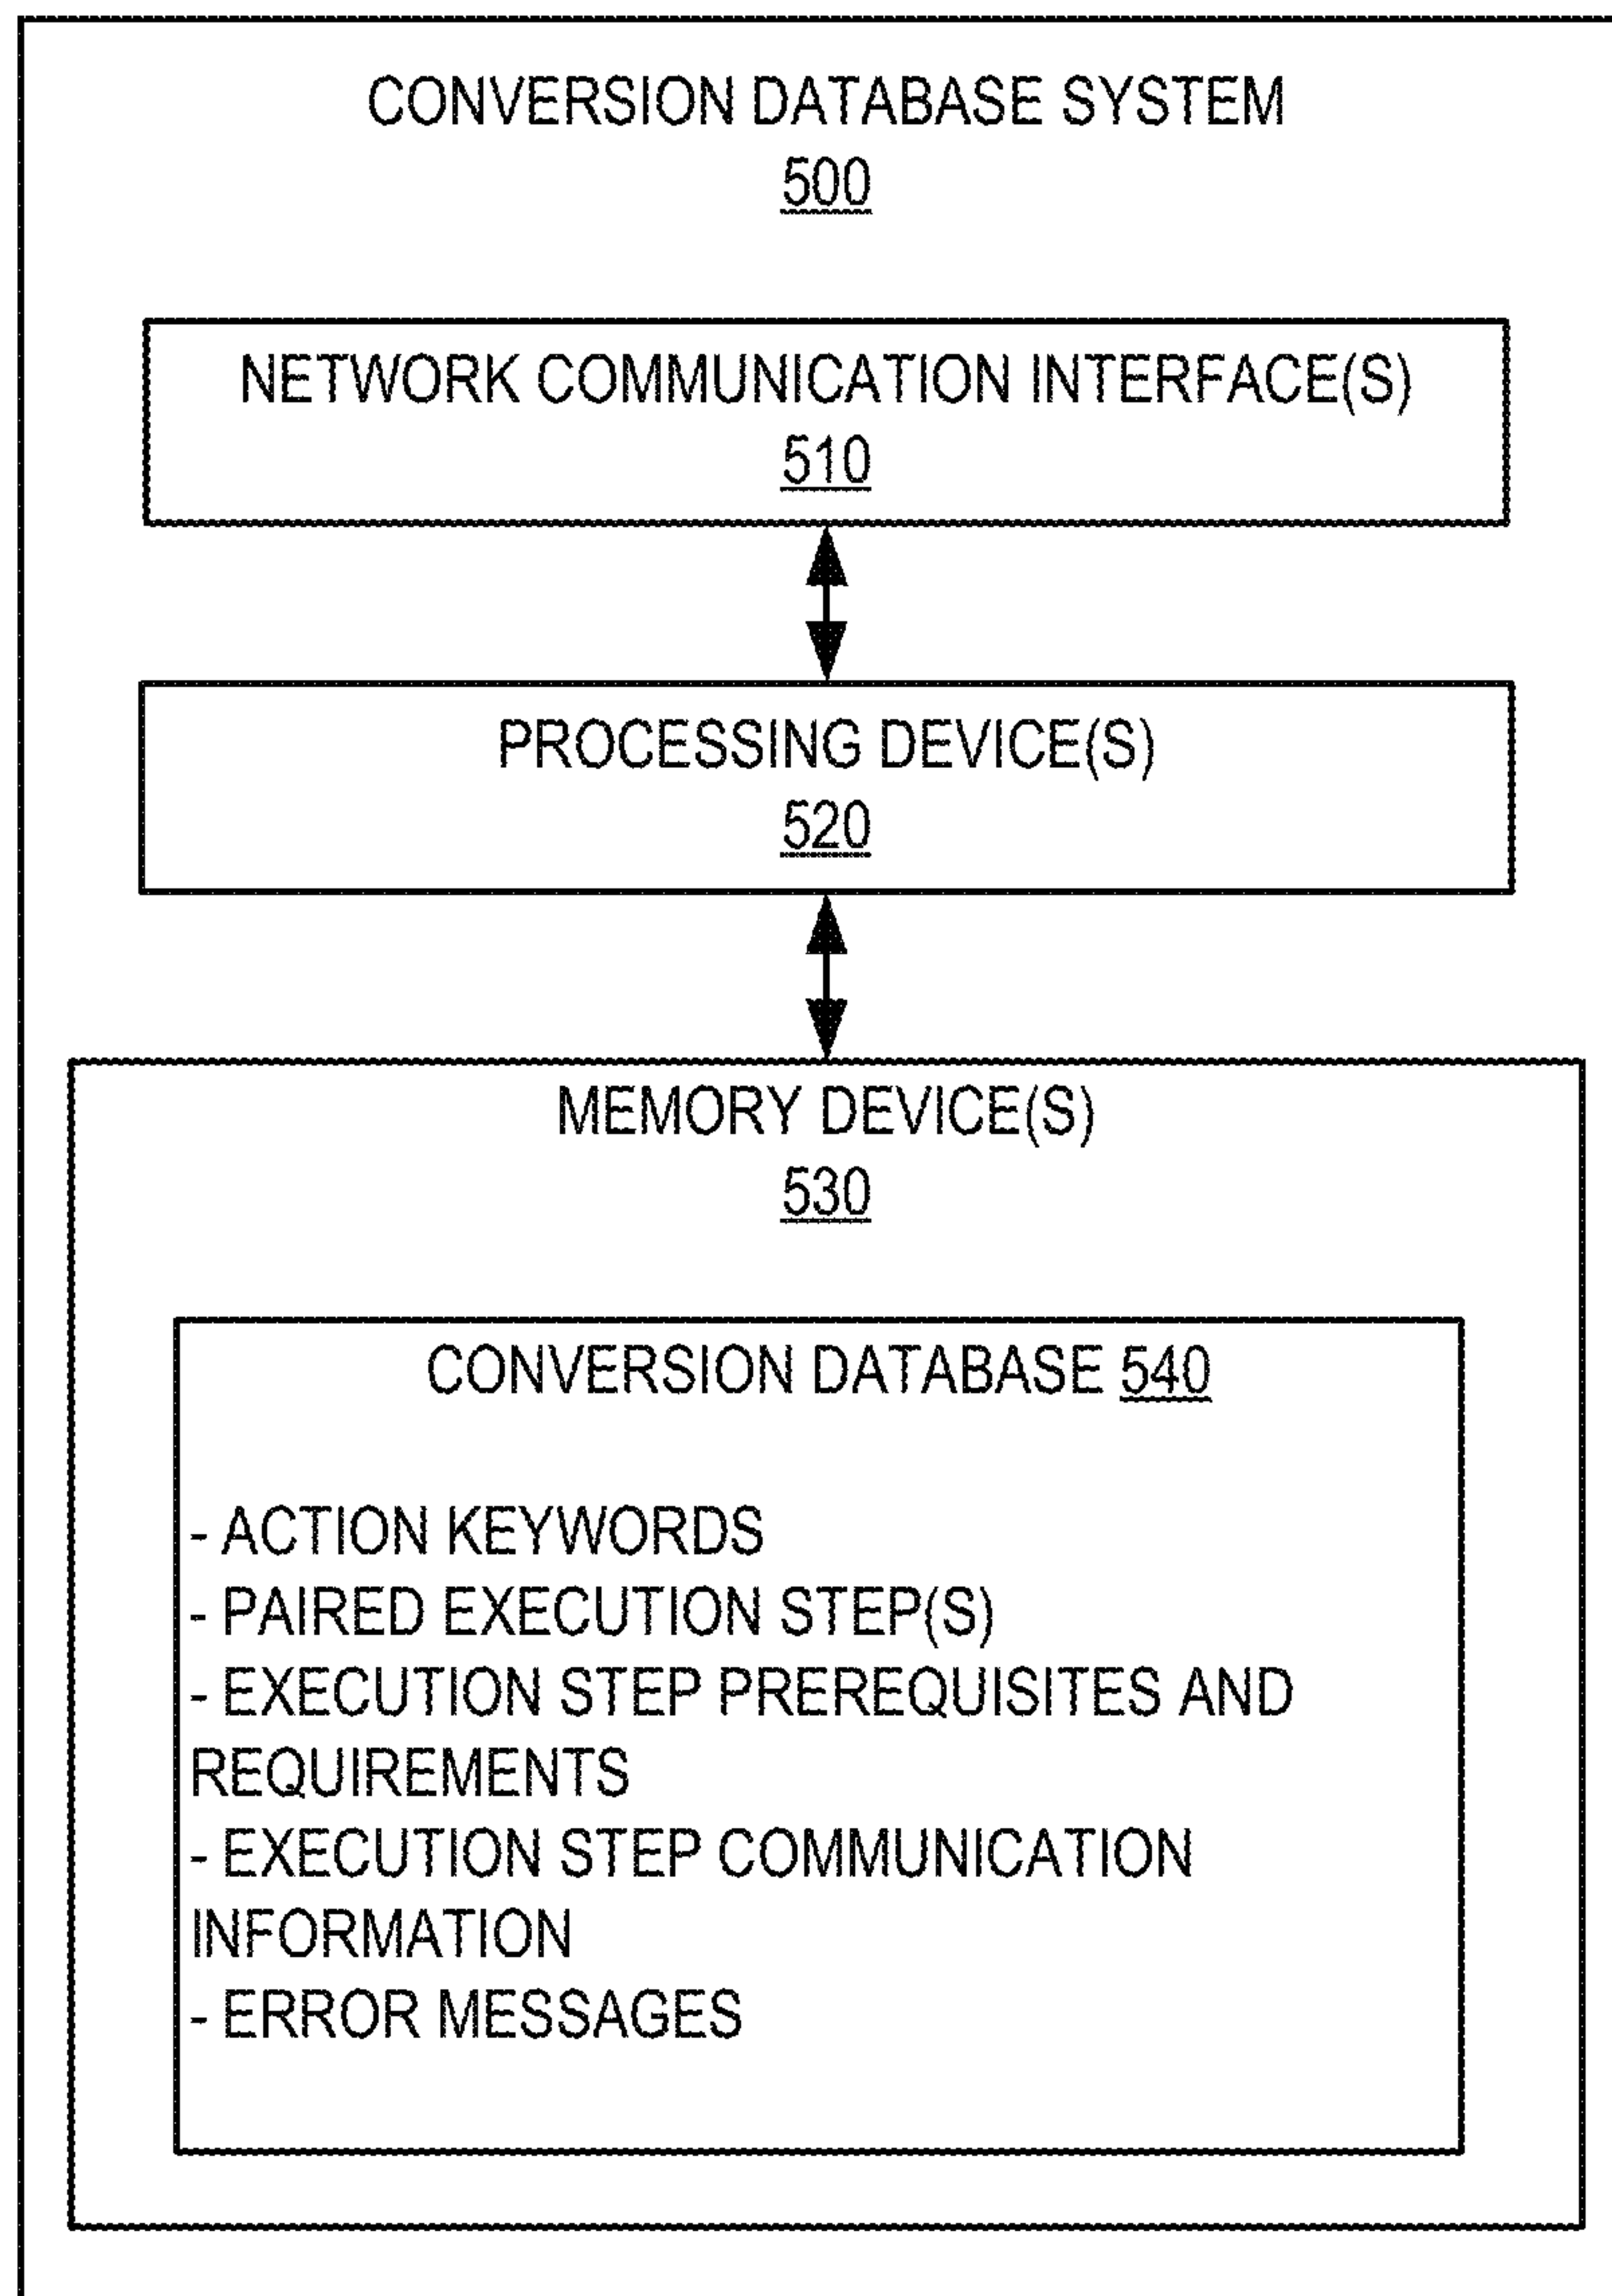 CONVERSION DATABASE SYSTEM
500
NETWORK COMMUNICATION INTERFACE(S)
510
PROCESSING DEVICE(S)
520
MEMORY DEVICE(S)
530
CONVERSION DATABASE 540
- ACTION KEYWORDS
- PAIRED EXECUTION STEP(S)
- EXECUTION STEP PREREQUISITES AND
REQUIREMENTS
- EXECUTION STEP COMMUNICATION
INFORMATION
- ERROR MESSAGES